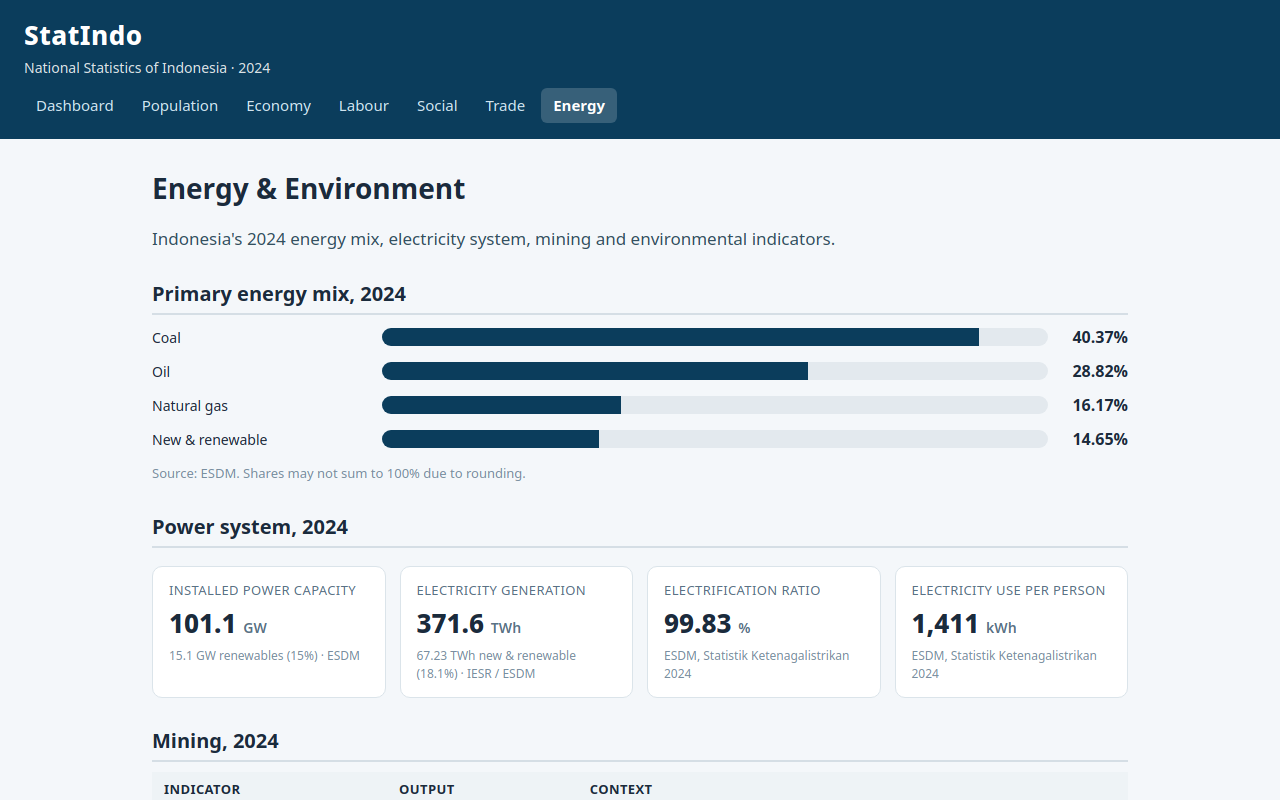 StatIndo
National Statistics of Indonesia · 2024
Dashboard Population Economy Labour Social Trade Energy
Energy & Environment
Indonesia's 2024 energy mix, electricity system, mining and environmental indicators.
Primary energy mix, 2024
Coal 40.37%
Oil 28.82%
Natural gas 16.17%
New & renewable 14.65%
Source: ESDM. Shares may not sum to 100% due to rounding.
Power system, 2024
INSTALLED POWER CAPACITY
101.1 GW
15.1 GW renewables (15%) · ESDM
ELECTRICITY GENERATION
371.6 TWh
67.23 TWh new & renewable
(18.1%) · IESR / ESDM
ELECTRIFICATION RATIO
99.83 %
ESDM, Statistik Ketenagalistrikan
2024
ELECTRICITY USE PER PERSON
1,411 kWh
ESDM, Statistik Ketenagalistrikan
2024
Mining, 2024
INDICATOR OUTPUT CONTEXT